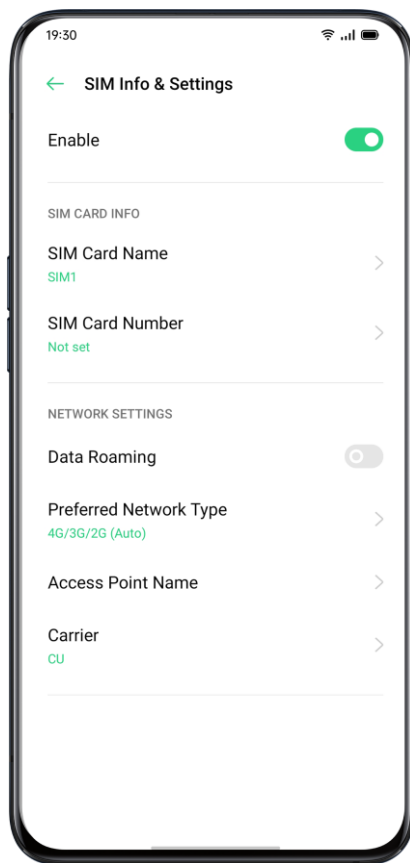 19:30
SIM Info & Settings
Enable
SIM CARD INFO
SIM Card Name
SIM1
SIM Card Number
Not set
NETWORK SETTINGS
Data Roaming
Preferred Network Type
4G/3G/2G (Auto)
Access Point Name
Carrier
CU